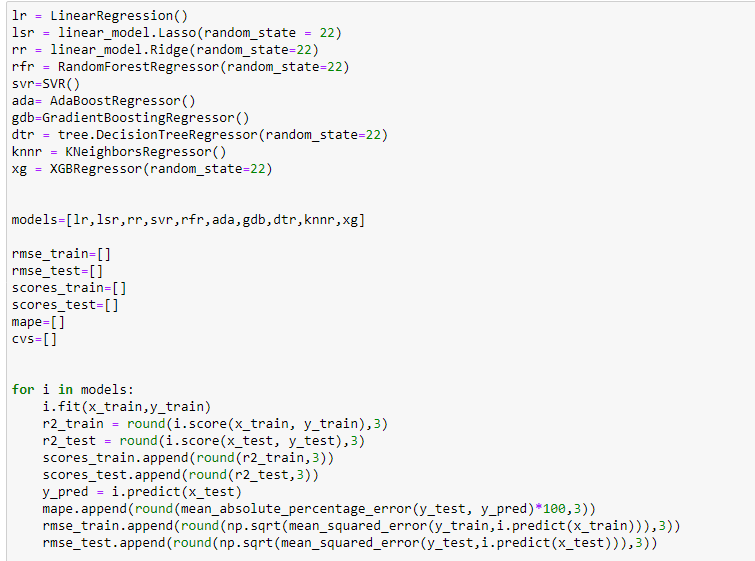 lr = LinearRegression()
lsr = linear_model.Lasso(random_state = 22)
rr = linear_model.Ridge(random_state=22)
rfr = RandomForestRegressor(random_state=22)
svr=SVR()
ada= AdaBoostRegressor()
gdb=GradientBoostingRegressor()
dtr = tree.DecisionTreeRegressor(random_state=22)
knnr = KNeighborsRegressor()
xg = XGBRegressor(random_state=22)
models=[lr,lsr,rr,svr,rfr,ada,gdb,dtr,knnr,xg]
rmse_train=[]
rmse_test=[]
scores_train=[]
scores_test=[]
mape=[]
cvs=[]
for i in models:
    i.fit(x_train,y_train)
    r2_train = round(i.score(x_train, y_train),3)
    r2_test = round(i.score(x_test, y_test),3)
    scores_train.append(round(r2_train,3))
    scores_test.append(round(r2_test,3))
    y_pred = i.predict(x_test)
    mape.append(round(mean_absolute_percentage_error(y_test, y_pred)*100,3))
    rmse_train.append(round(np.sqrt(mean_squared_error(y_train,i.predict(x_train))),3))
    rmse_test.append(round(np.sqrt(mean_squared_error(y_test,i.predict(x_test))),3))